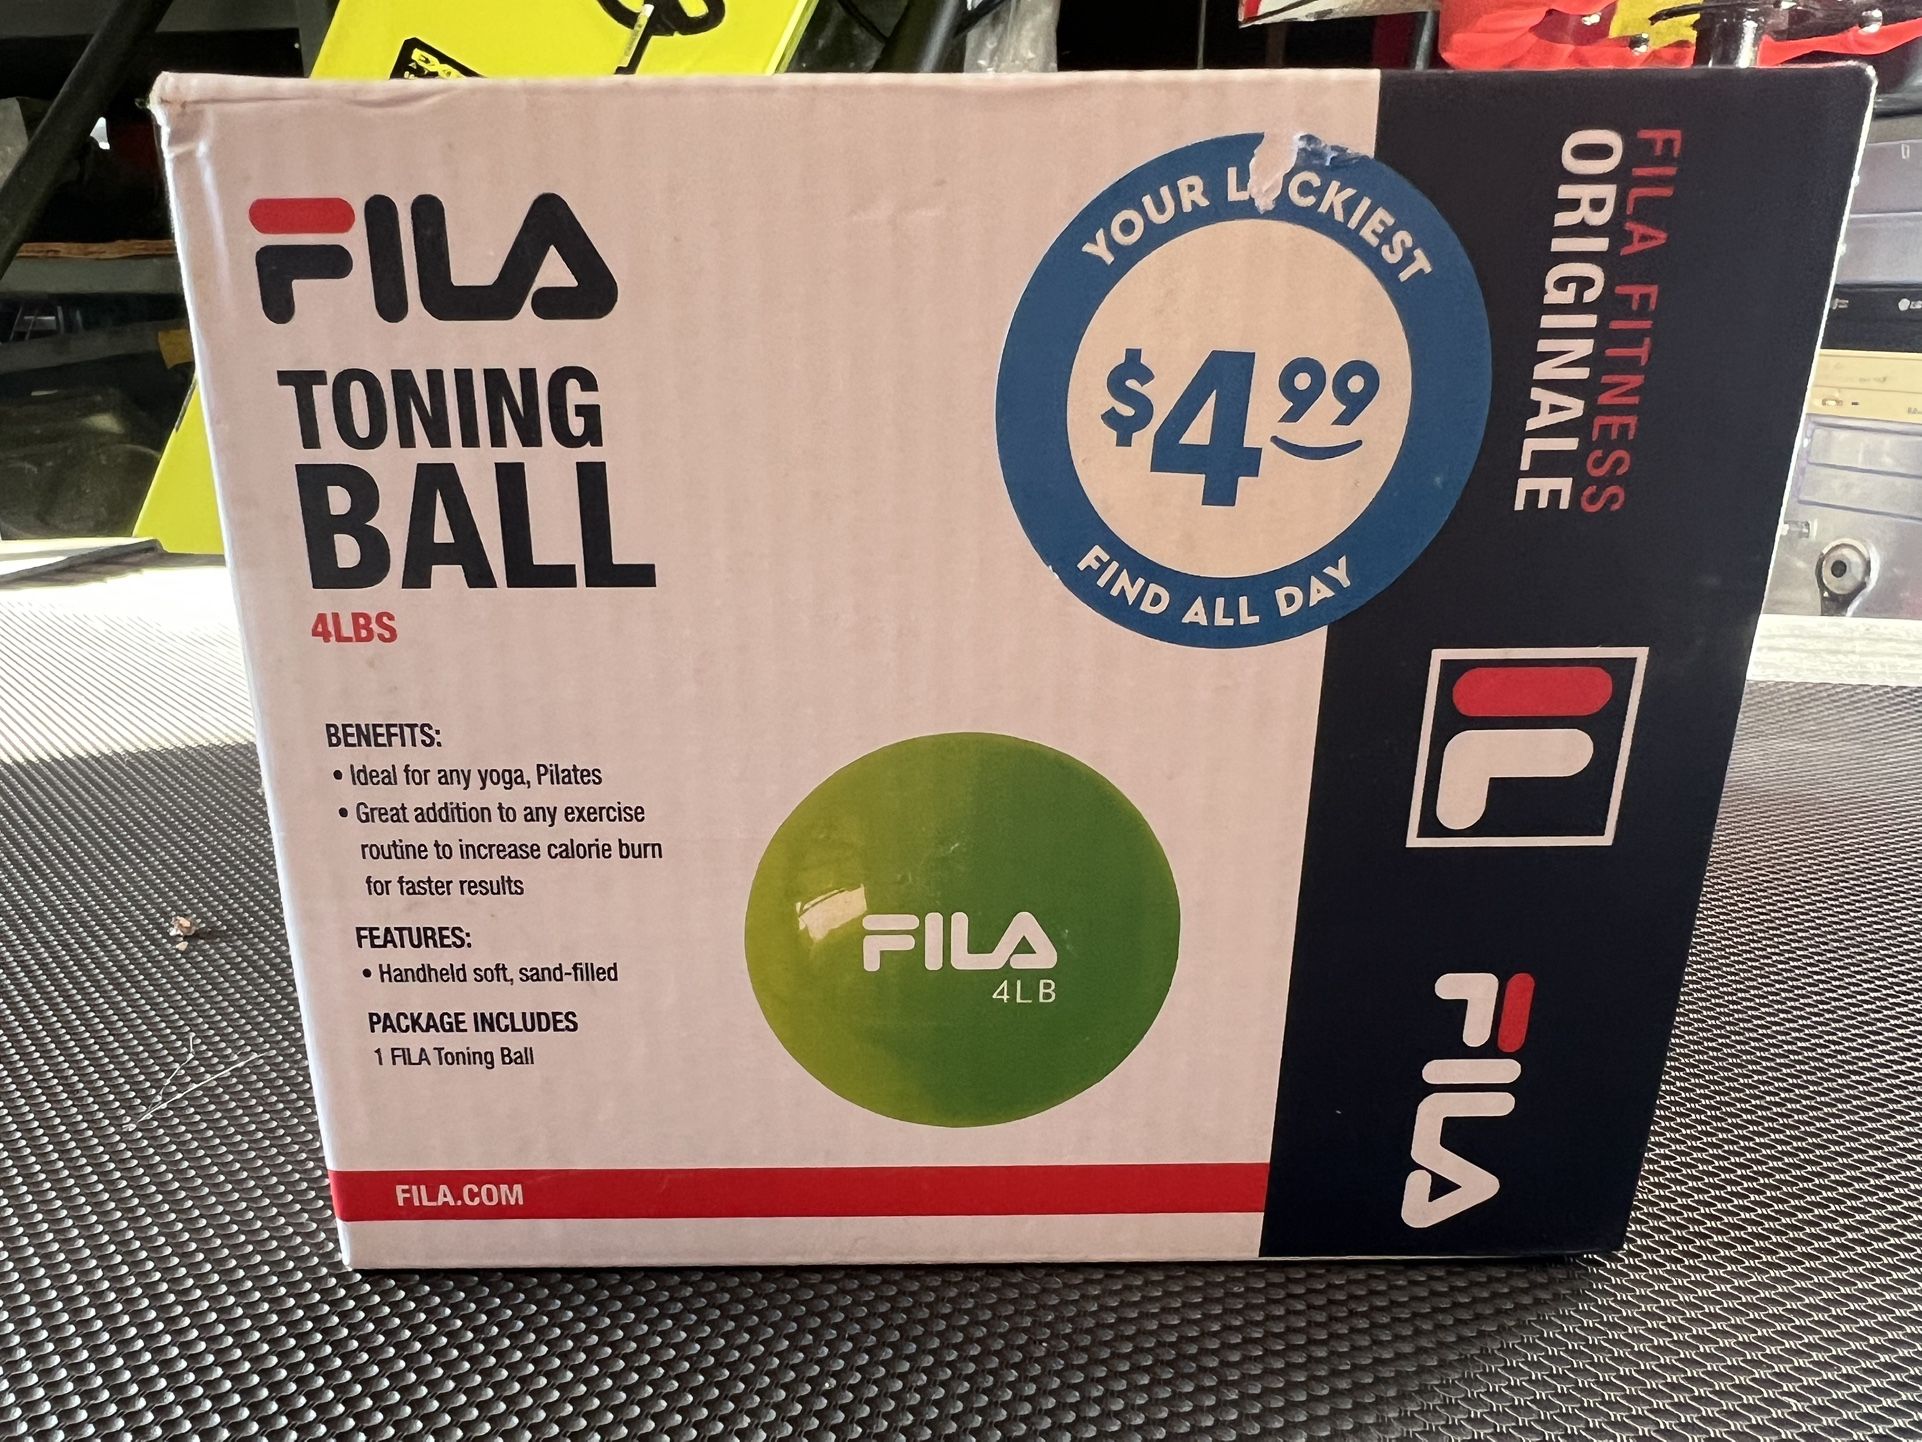 FILA
TONING
BALL
4LBS
BENEFITS:
• Ideal for any yoga, Pilates
• Great addition to any exercise
routine to increase calorie burn
for faster results
FEATURES:
• Handheld soft, sand-filled
PACKAGE INCLUDES
1 FILA Toning Ball
FILA.COM
YOUR LUCKIEST
$4.99
FIND ALL DAY
FILA
4LB
FILA FITNESS
ORIGINALE
FILA